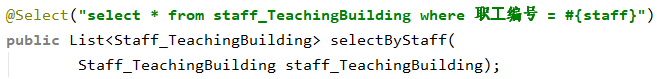 @Select("select * from staff_TeachingBuilding where 职工编号 = #{staff}")
public List<Staff_TeachingBuilding> selectByStaff(
Staff_TeachingBuilding staff_TeachingBuilding);